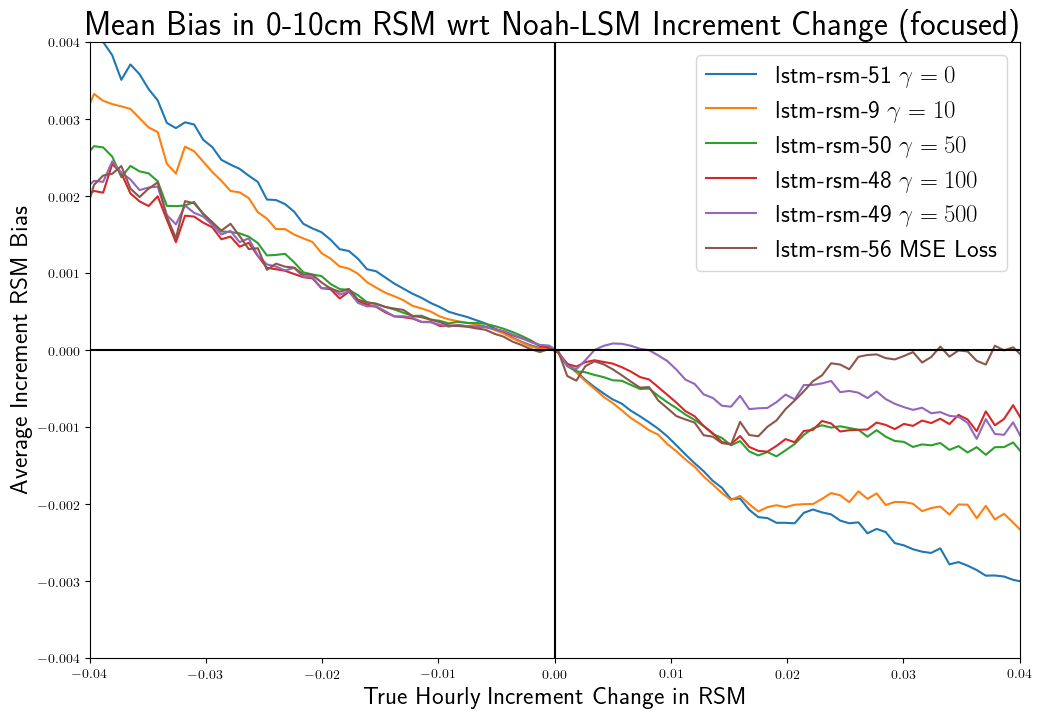 Mean Bias in 0-10cm RSM wrt Noah-LSM Increment Change (focused)
lstm-rsm-51 γ = 0
lstm-rsm-9 γ = 10
lstm-rsm-50 γ = 50
lstm-rsm-48 γ = 100
lstm-rsm-49 γ = 500
lstm-rsm-56 MSE Loss
Average Increment RSM Bias
0.004
0.003
0.002
0.001
0.000
−0.001
−0.002
−0.003
−0.004
−0.04 −0.03 −0.02 −0.01 0.00 0.01 0.02 0.03 0.04
True Hourly Increment Change in RSM